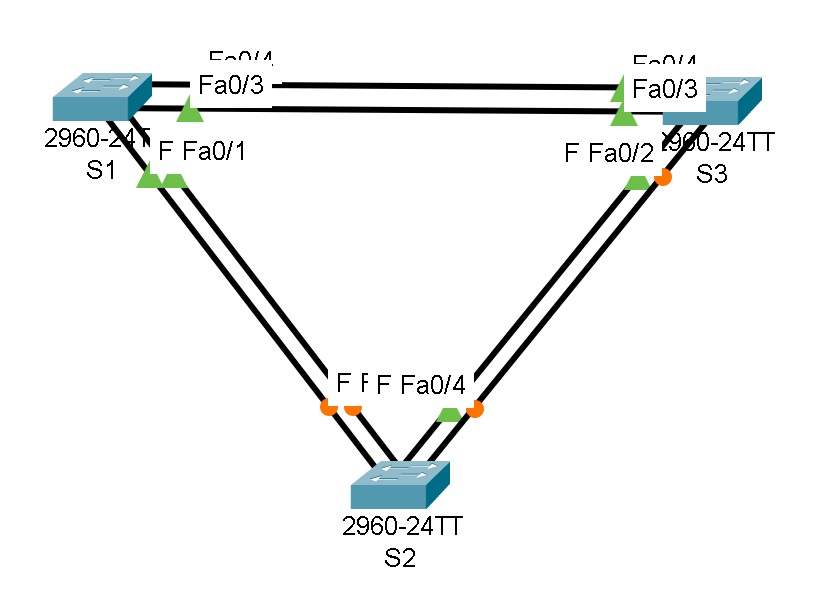 Fa0/4
Fa0/4
Fa0/3
Fa0/3
2960-24T
2960-24TT
S1
F Fa0/1
F Fa0/2
S3
F F
F Fa0/4
2960-24TT
S2